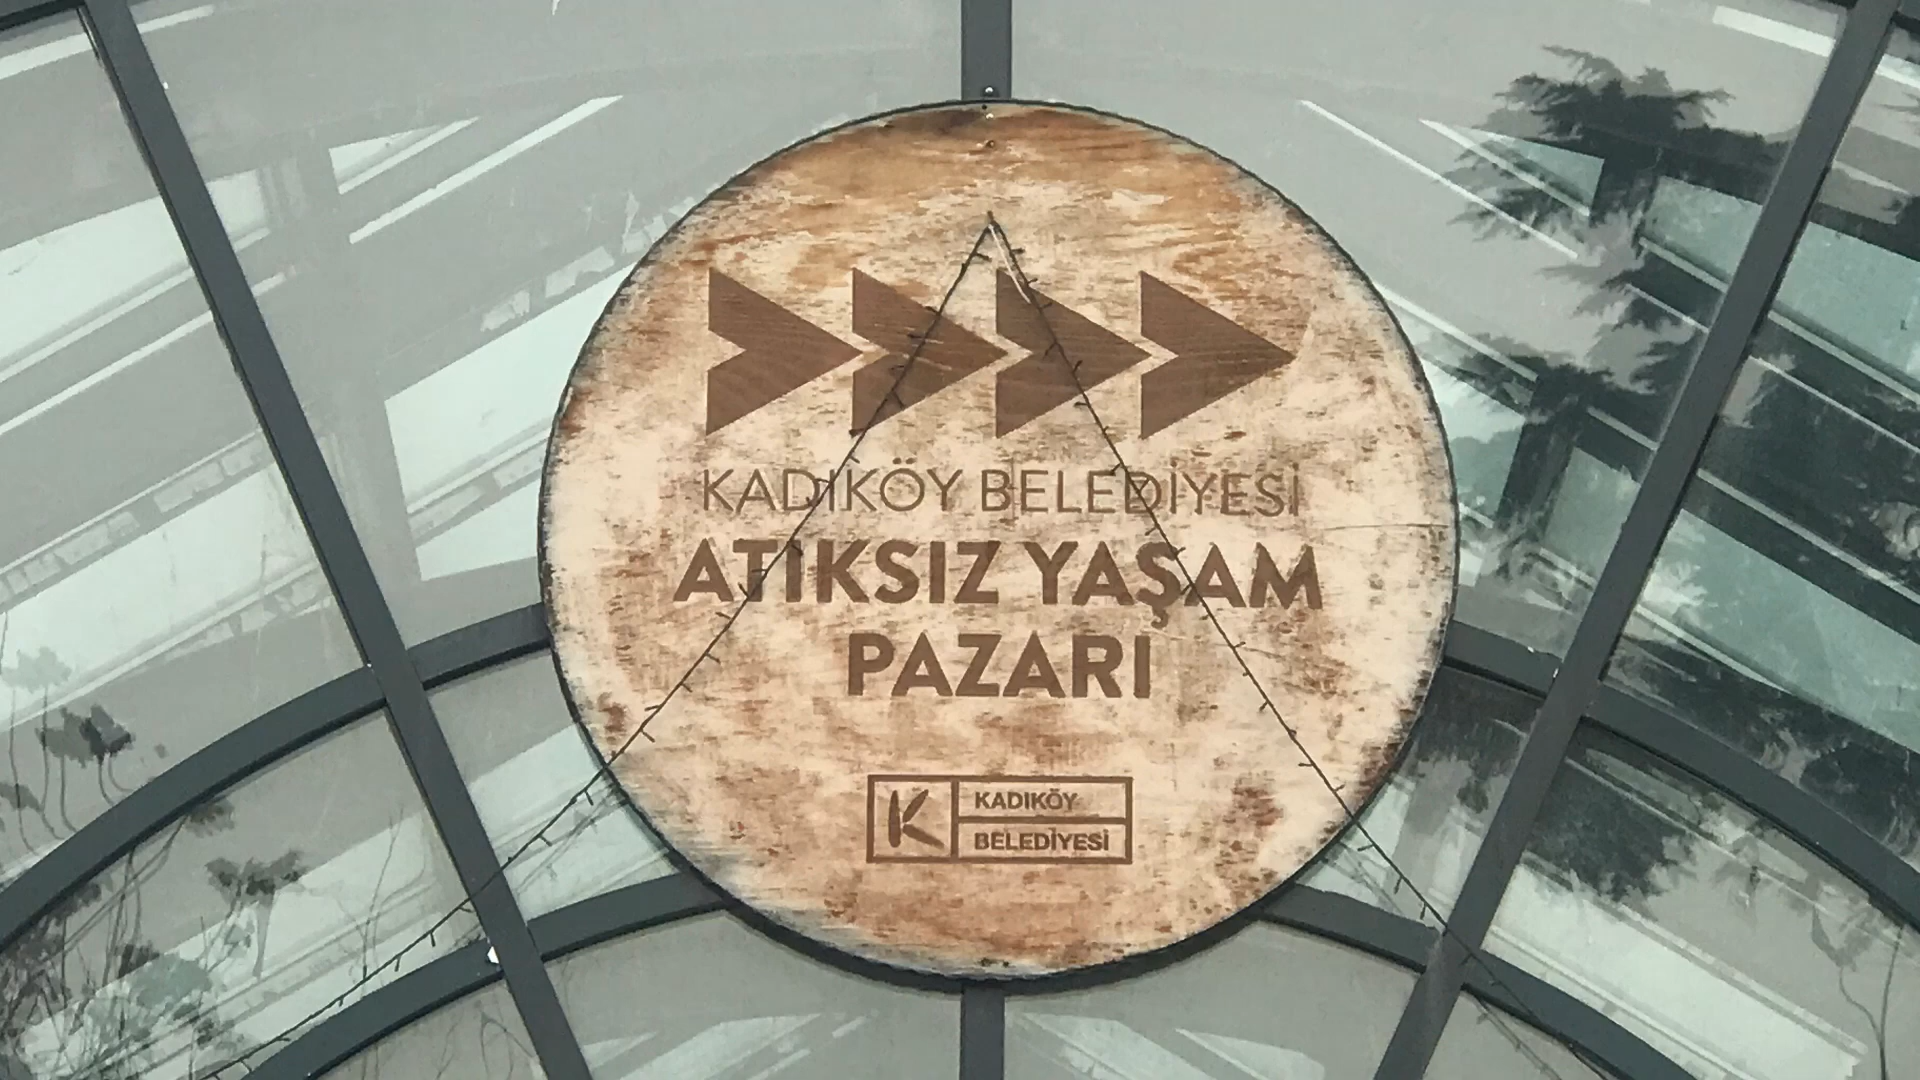 KADIKÖY BELEDİYESİ
ATIKSIZ YAŞAM
PAZARI
K
KADIKÖY
BELEDİYESİ